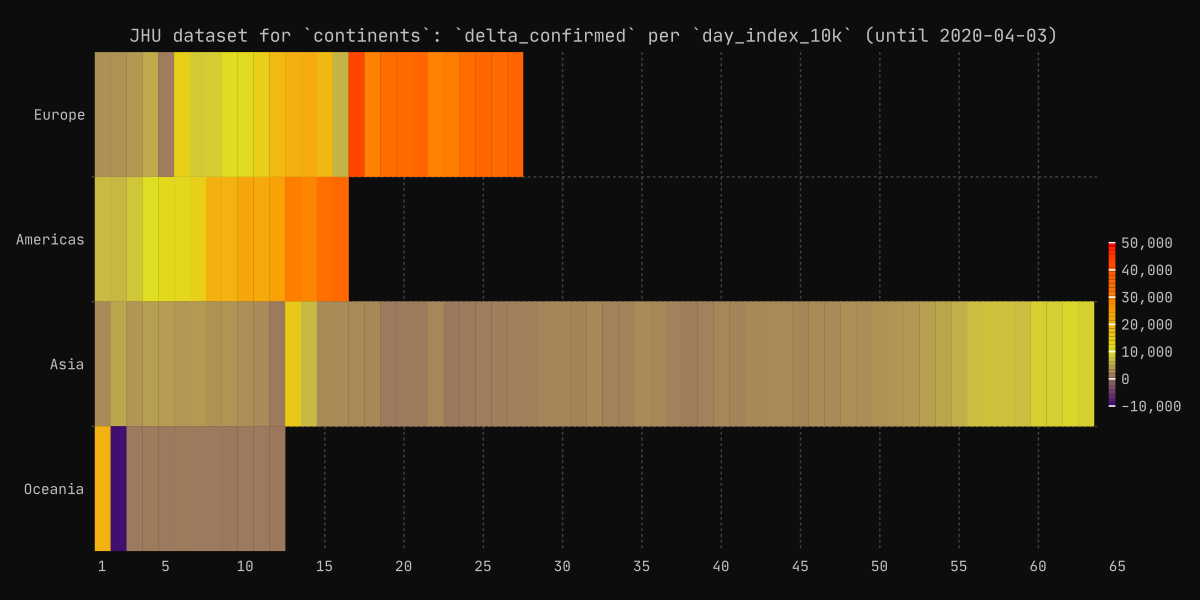 JHU dataset for `continents`: `delta_confirmed` per `day_index_10k` (until 2020-04-03)
Europe
Americas
Asia
Oceania
50,000
40,000
30,000
20,000
10,000
0
-10,000
1 5 10 15 20 25 30 35 40 45 50 55 60 65